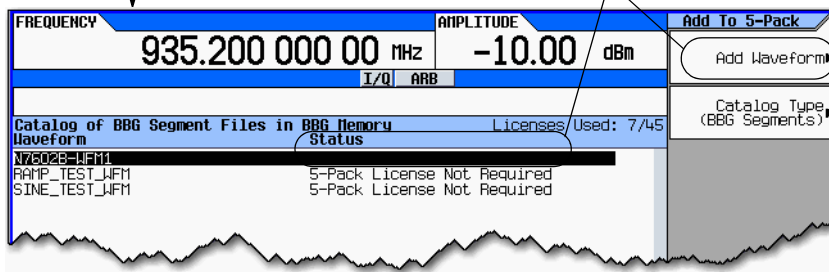 FREQUENCY
AMPLITUDE
935.200 000 00 MHz
-10.00 dBm
I/Q ARB
Catalog of BBG Segment Files in BBG Memory Licenses Used: 7/45
Waveform Status
N7602B-WFM1
RAMP_TEST_WFM 5-Pack License Not Required
SINE_TEST_WFM 5-Pack License Not Required
Add To 5-Pack
Add Waveform
Catalog Type
(BBG Segments)